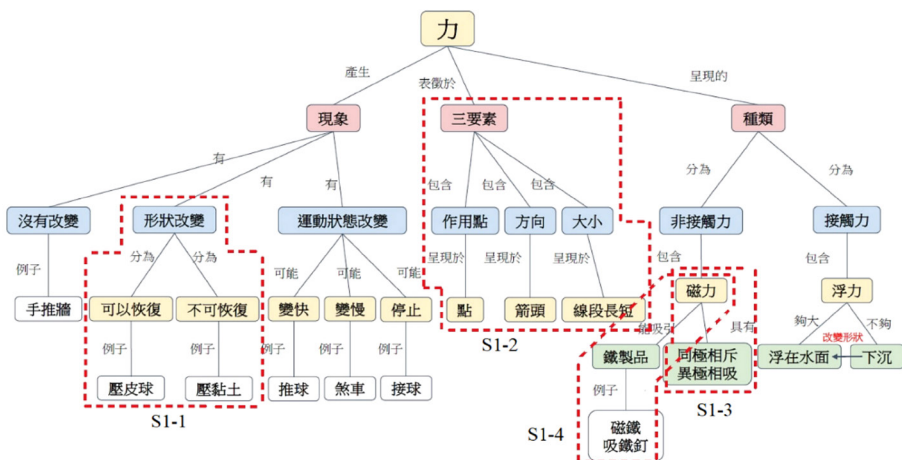 力
產生
表徵於
呈現的
現象
三要素
種類
有
有
有
包含
包含
包含
分為
分為
沒有改變
形狀改變
運動狀態改變
作用點
方向
大小
非接觸力
接觸力
例子
分為
分為
可能
可能
可能
呈現於
呈現於
呈現於
包含
包含
手推牆
可以恢復
不可恢復
變快
變慢
停止
點
箭頭
線段長短
磁力
浮力
例子
例子
例子
例子
例子
S1-2
能吸引
具有
夠大
改變形狀
不夠
鐵製品
同極相斥
異極相吸
浮在水面
下沉
壓皮球
壓黏土
推球
煞車
接球
例子
S1-1
S1-3
S1-4
磁鐵
吸鐵釘